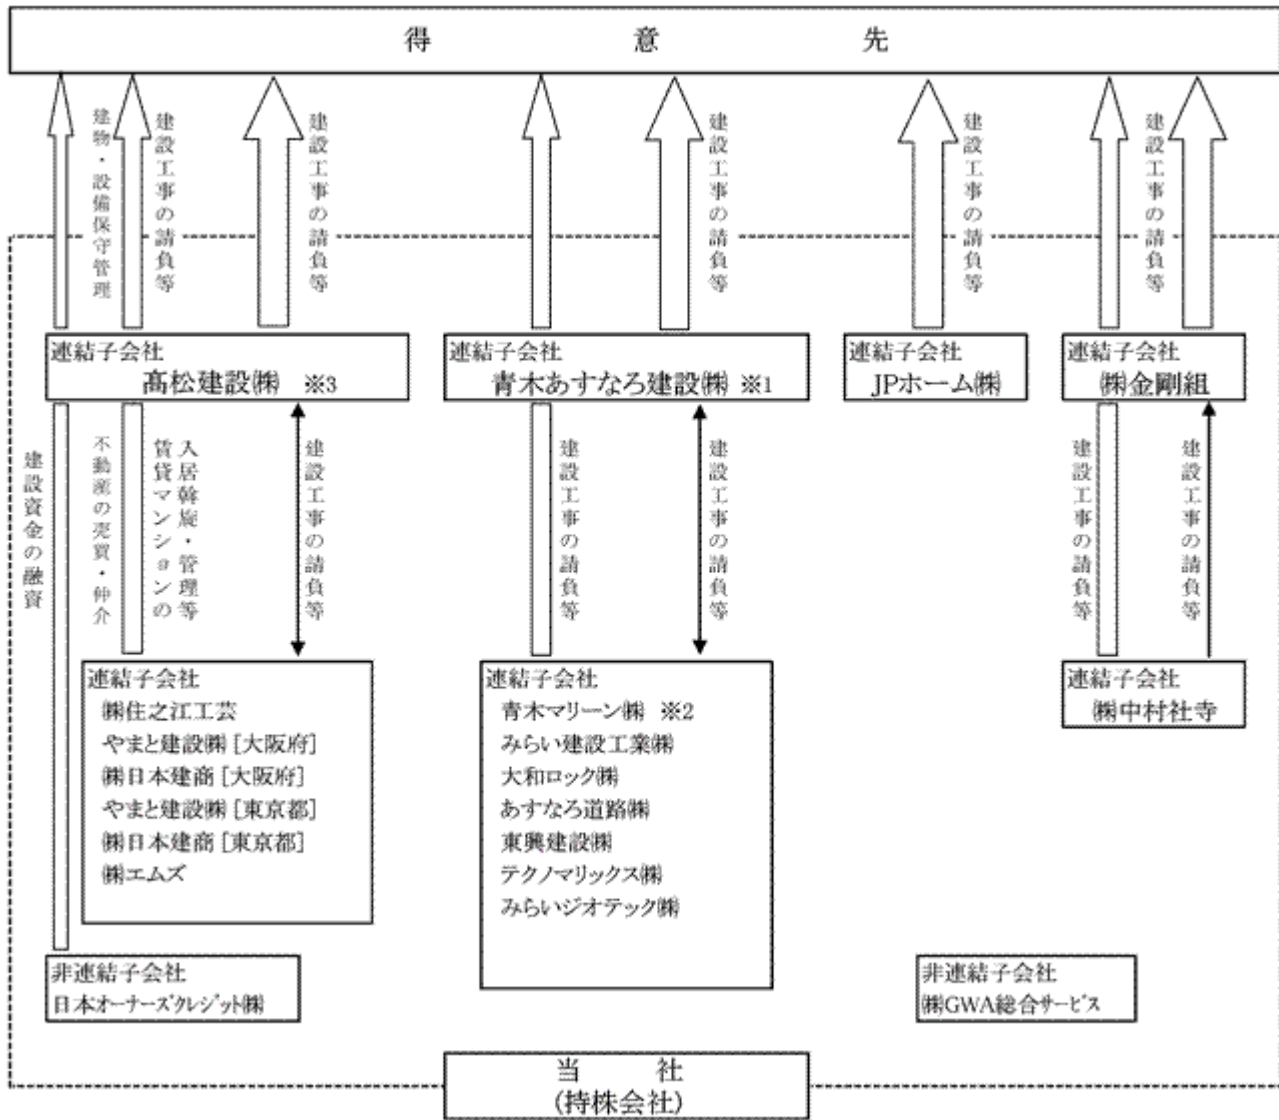 得意先
建物・設備保守管理
建設工事の請負等
建設工事の請負等
建設工事の請負等
建設工事の請負等
建設工事の請負等
連結子会社
髙松建設㈱ ※3
連結子会社
青木あすなろ建設㈱ ※1
連結子会社
JPホーム㈱
連結子会社
㈱金剛組
建設資金の融資
不動産の売買・仲介
賃貸マンションの
入居斡旋・管理等
建設工事の請負等
建設工事の請負等
建設工事の請負等
建設工事の請負等
建設工事の請負等
連結子会社
㈱住之江工芸
やまと建設㈱ [大阪府]
㈱日本建商 [大阪府]
やまと建設㈱ [東京都]
㈱日本建商 [東京都]
㈱エムズ
連結子会社
青木マリーン㈱ ※2
みらい建設工業㈱
大和ロック㈱
あすなろ道路㈱
東興建設㈱
テクノマリックス㈱
みらいジオテック㈱
連結子会社
㈱中村社寺
非連結子会社
日本オーナーズクレジット㈱
非連結子会社
㈱GWA総合サービス
当社
(持株会社)